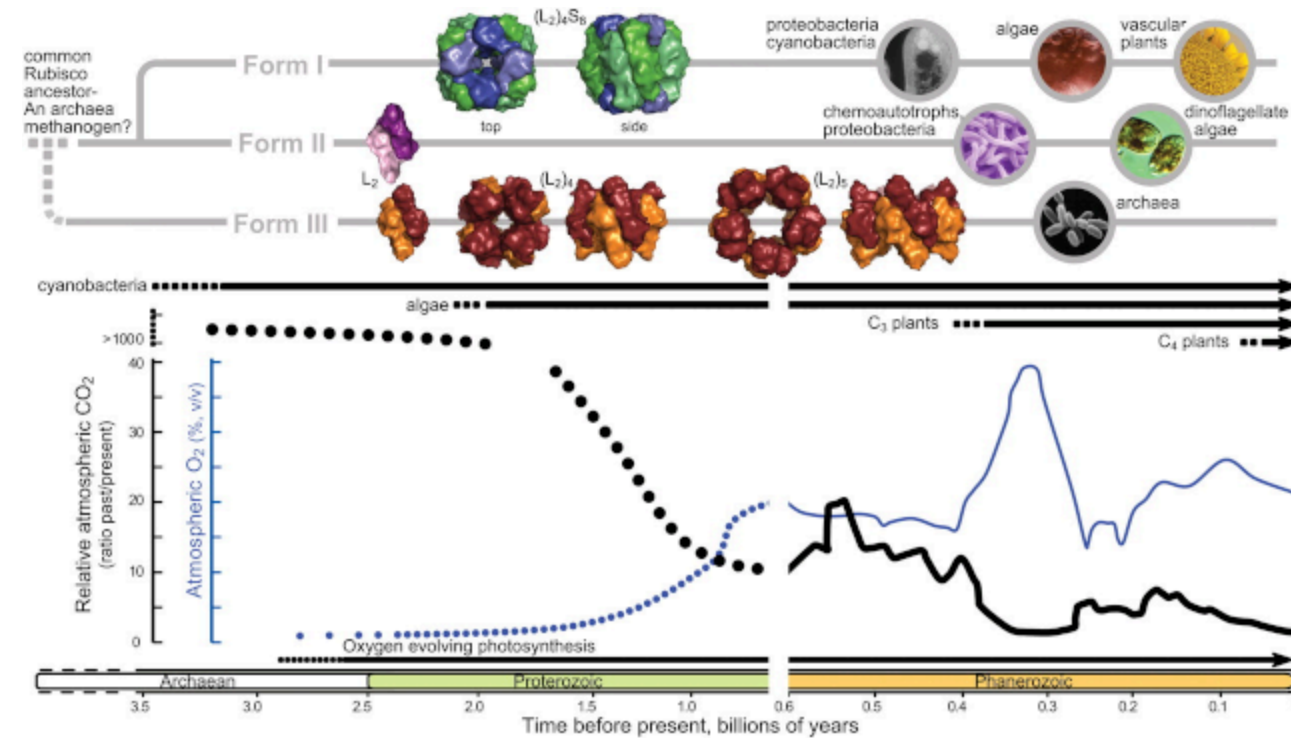 (L₂)₄S₈
proteobacteria
cyanobacteria
algae
vascular
plants
common
Rubisco
ancestor-
An archaea
methanogen?
Form I
top
side
chemoautotrophs
proteobacteria
dinoflagellate
algae
Form II
L₂
(L₂)₄
(L₂)₅
archaea
Form III
cyanobacteria
algae
C₃ plants
C₄ plants
>1000
40
30
20
10
0
Relative atmospheric CO₂
(ratio past/present)
Atmospheric O₂ (%, v/v)
Oxygen evolving photosynthesis
Archaean
Proterozoic
Phanerozoic
3.5
3.0
2.5
2.0
1.5
1.0
0.6
0.5
0.4
0.3
0.2
0.1
Time before present, billions of years